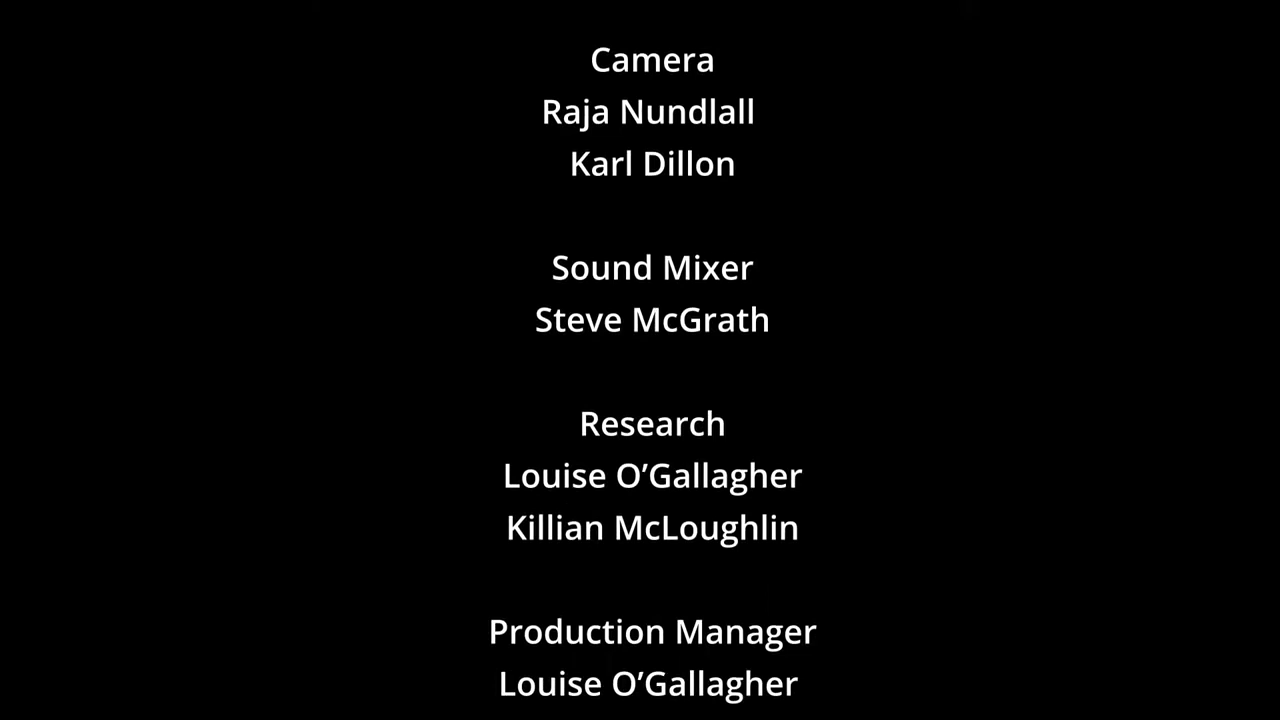 Camera
Raja Nundlall
Karl Dillon
Sound Mixer
Steve McGrath
Research
Louise O’Gallagher
Killian McLoughlin
Production Manager
Louise O’Gallagher